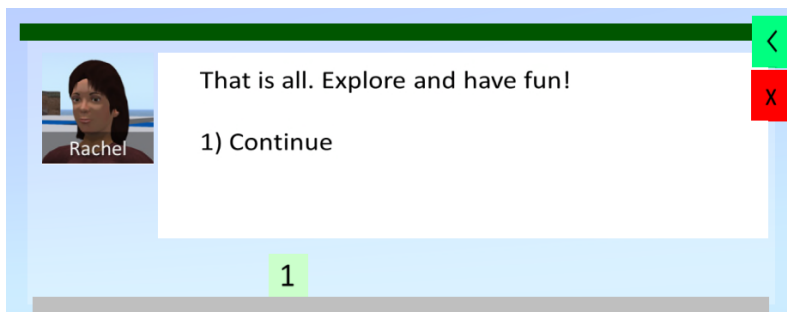 <
That is all. Explore and have fun!
X
Rachel
1) Continue
1